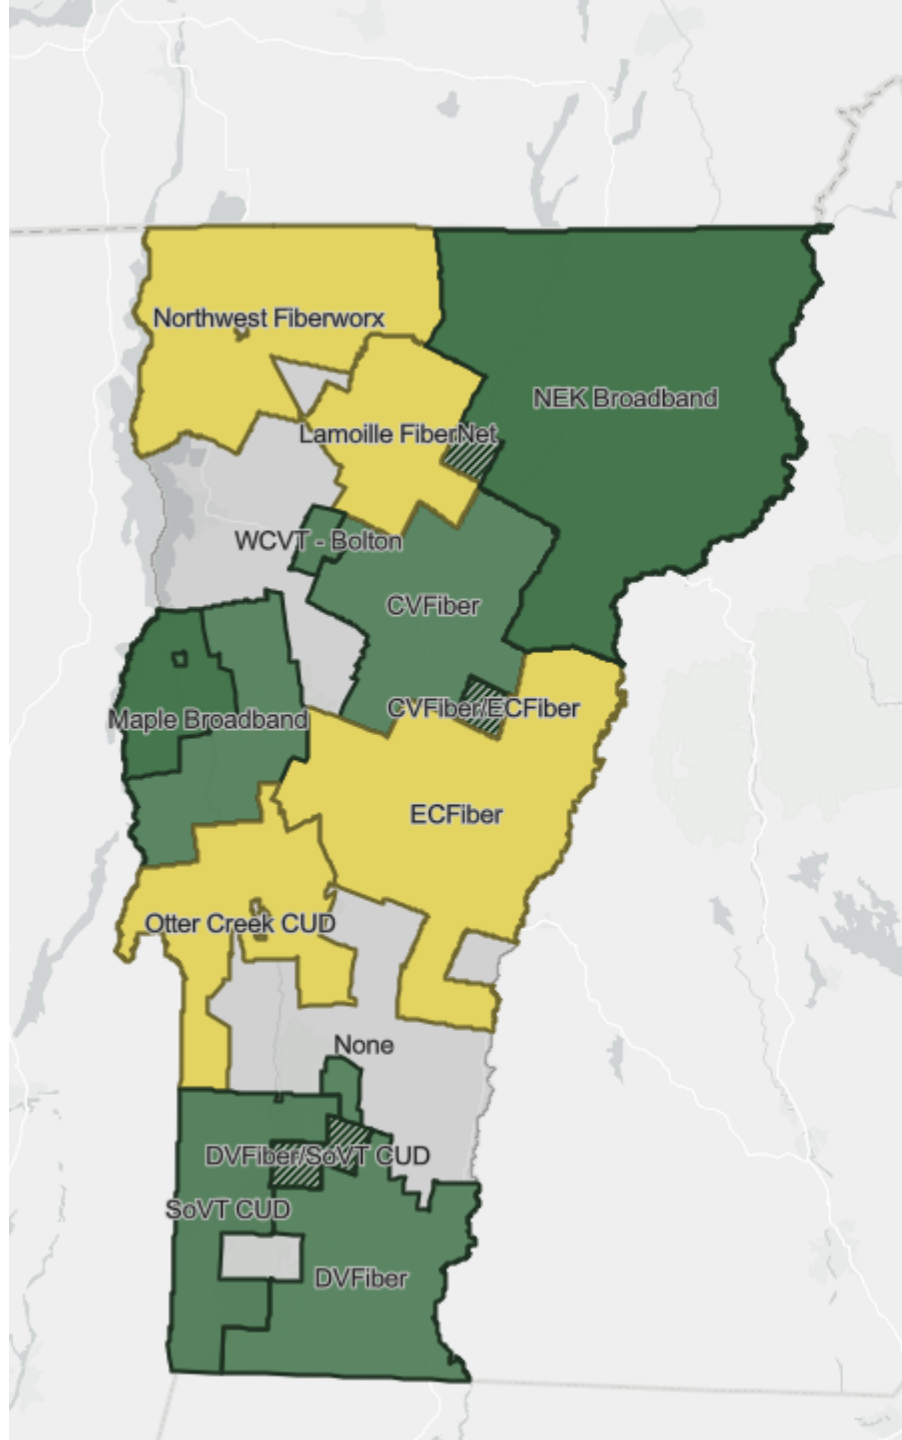 Northwest Fiberworx
NEK Broadband
Lamoille FiberNet
WCVT - Bolton
CVFiber
CVFiber/ECFiber
Maple Broadband
ECFiber
Otter Creek CUD
None
DVFiber/SoVT CUD
SoVT CUD
DVFiber